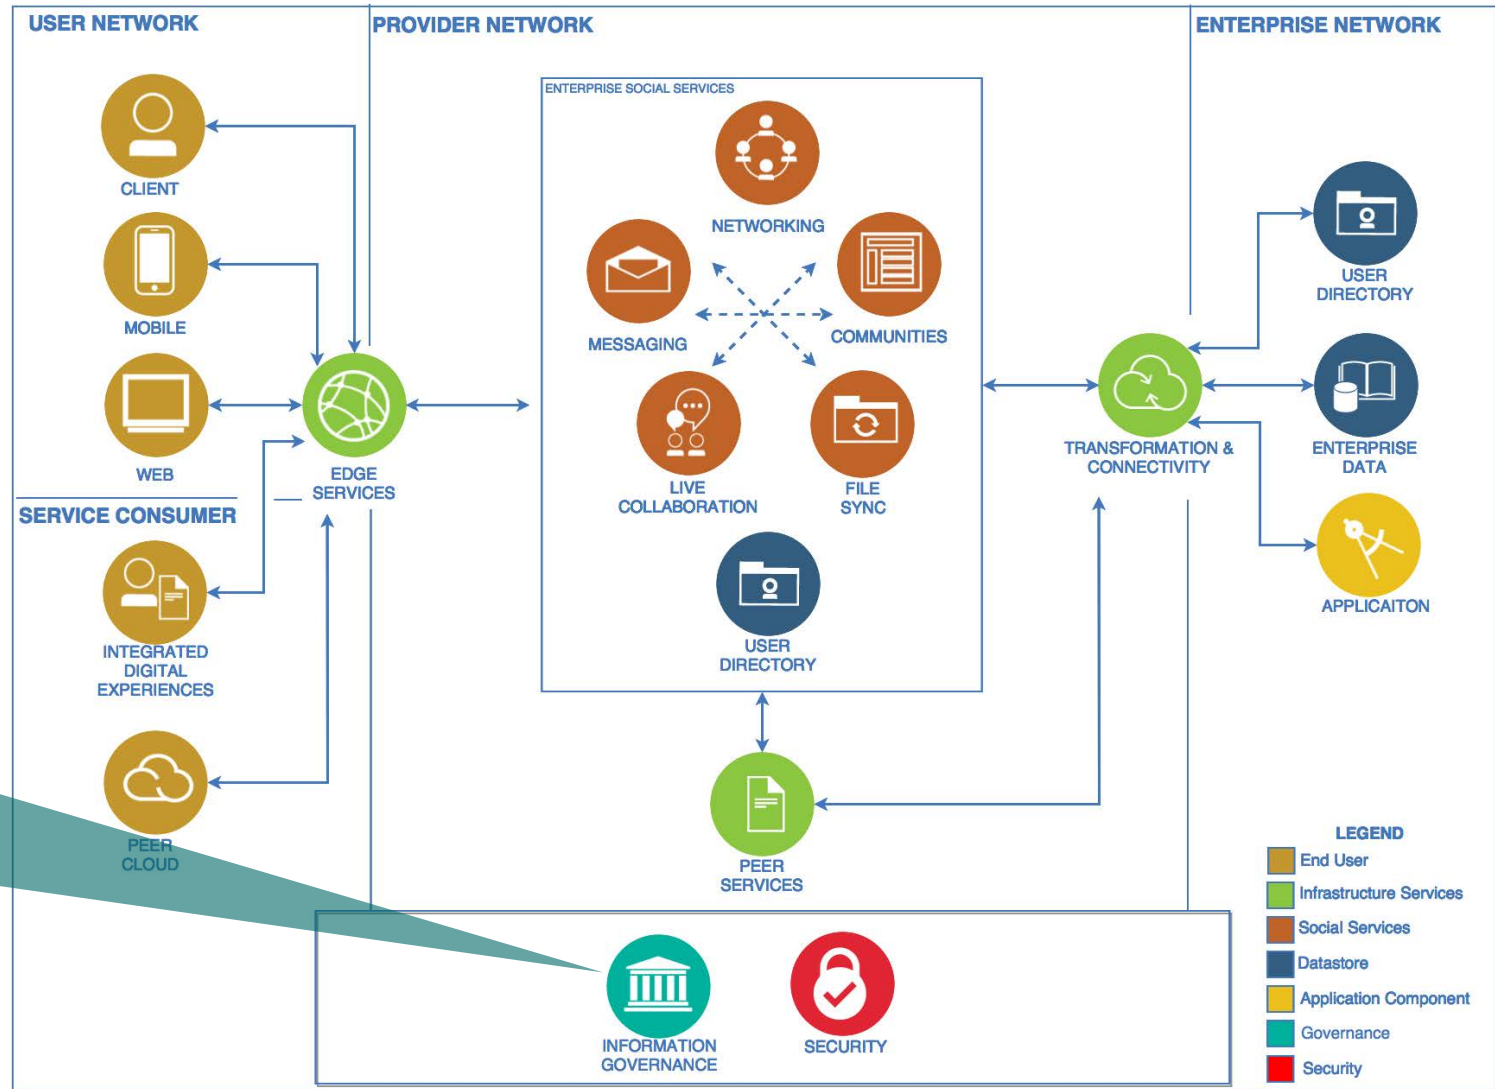 USER NETWORK
PROVIDER NETWORK
ENTERPRISE NETWORK
ENTERPRISE SOCIAL SERVICES
CLIENT
MOBILE
WEB
SERVICE CONSUMER
INTEGRATED
DIGITAL
EXPERIENCES
PEER
CLOUD
EDGE
SERVICES
NETWORKING
MESSAGING
COMMUNITIES
LIVE
COLLABORATION
FILE
SYNC
USER
DIRECTORY
PEER
SERVICES
TRANSFORMATION &
CONNECTIVITY
USER
DIRECTORY
ENTERPRISE
DATA
APPLICAITON
INFORMATION
GOVERNANCE
SECURITY
LEGEND
End User
Infrastructure Services
Social Services
Datastore
Application Component
Governance
Security